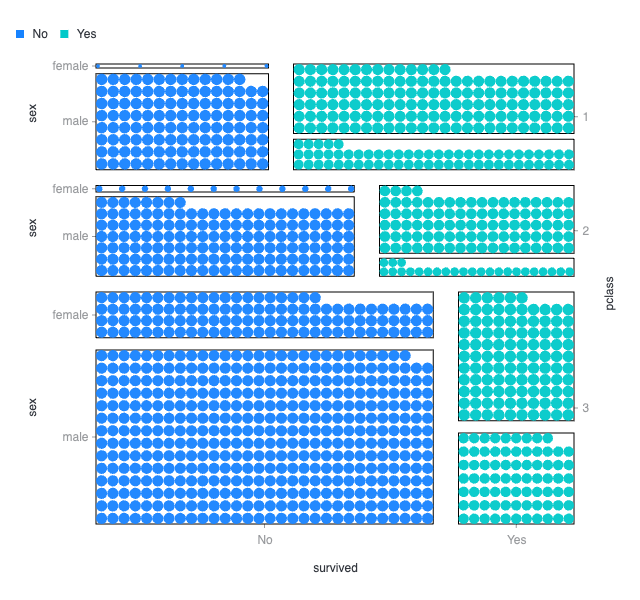 No Yes
female
sex
male
1
female
sex
male
2
pclass
female
sex
male
3
No Yes
survived